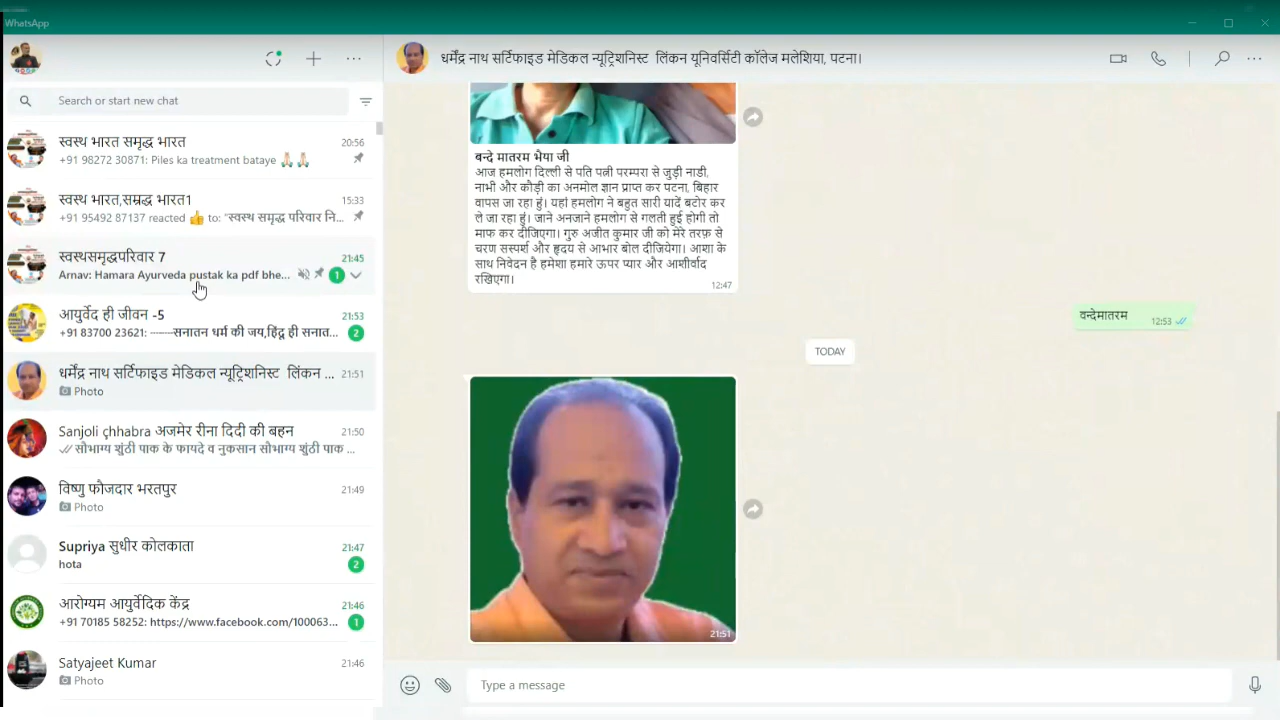 WhatsApp
Search or start new chat
स्वस्थ भारत समृद्ध भारत
20:56
+91 98272 30871: Piles ka treatment bataye 🙏🏻🙏🏻
स्वस्थ भारत,सम्रद्ध भारत1
15:33
+91 95492 87137 reacted 👍 to: "स्वस्थ समृद्ध परिवार नि...
स्वस्थसमृद्धपरिवार 7
21:45
Arnav: Hamara Ayurveda pustak ka pdf bhe...
1
आयुर्वेद ही जीवन -5
21:53
+91 83700 23621: -------सनातन धर्म की जय,हिंदू ही सनात...
2
धर्मेंद्र नाथ सर्टिफाइड मेडिकल न्यूट्रिशनिस्ट लिंकन ...
21:51
Photo
Sanjoli çhhabra अजमेर रीना दिदी की बहन
21:50
सौभाग्य शुंठी पाक के फायदे व नुकसान सौभाग्य शुंठी पाक ...
विष्णु फौजदार भरतपुर
21:49
Photo
Supriya सुधीर कोलकाता
21:47
hota
2
आरोग्यम आयुर्वेदिक केंद्र
21:46
+91 70185 58252: https://www.facebook.com/100063...
1
Satyajeet Kumar
21:46
Photo
धर्मेंद्र नाथ सर्टिफाइड मेडिकल न्यूट्रिशनिस्ट लिंकन यूनिवर्सिटी कॉलेज मलेशिया, पटना।
बन्दे मातरम भैया जी
आज हमलोग दिल्ली से पति पत्नी परम्परा से जुड़ी नाडी,
नाभी और कौड़ी का अनमोल ज्ञान प्राप्त कर पटना, बिहार
वापस जा रहा हूं। यहां हमलोग ने बहुत सारी यादें बटोर कर
ले जा रहा हूं। जाने अनजाने हमलोग से गलती हुई होगी तो
माफ कर दीजिएगा। गुरु अजीत कुमार जी को मेरे तरफ़ से
चरण सस्पर्श और हृदय से आभार बोल दीजियेगा। आशा के
साथ निवेदन है हमेशा हमारे ऊपर प्यार और आशीर्वाद
रखिएगा।
12:47
वन्देमातरम
12:53
TODAY
21:51
Type a message